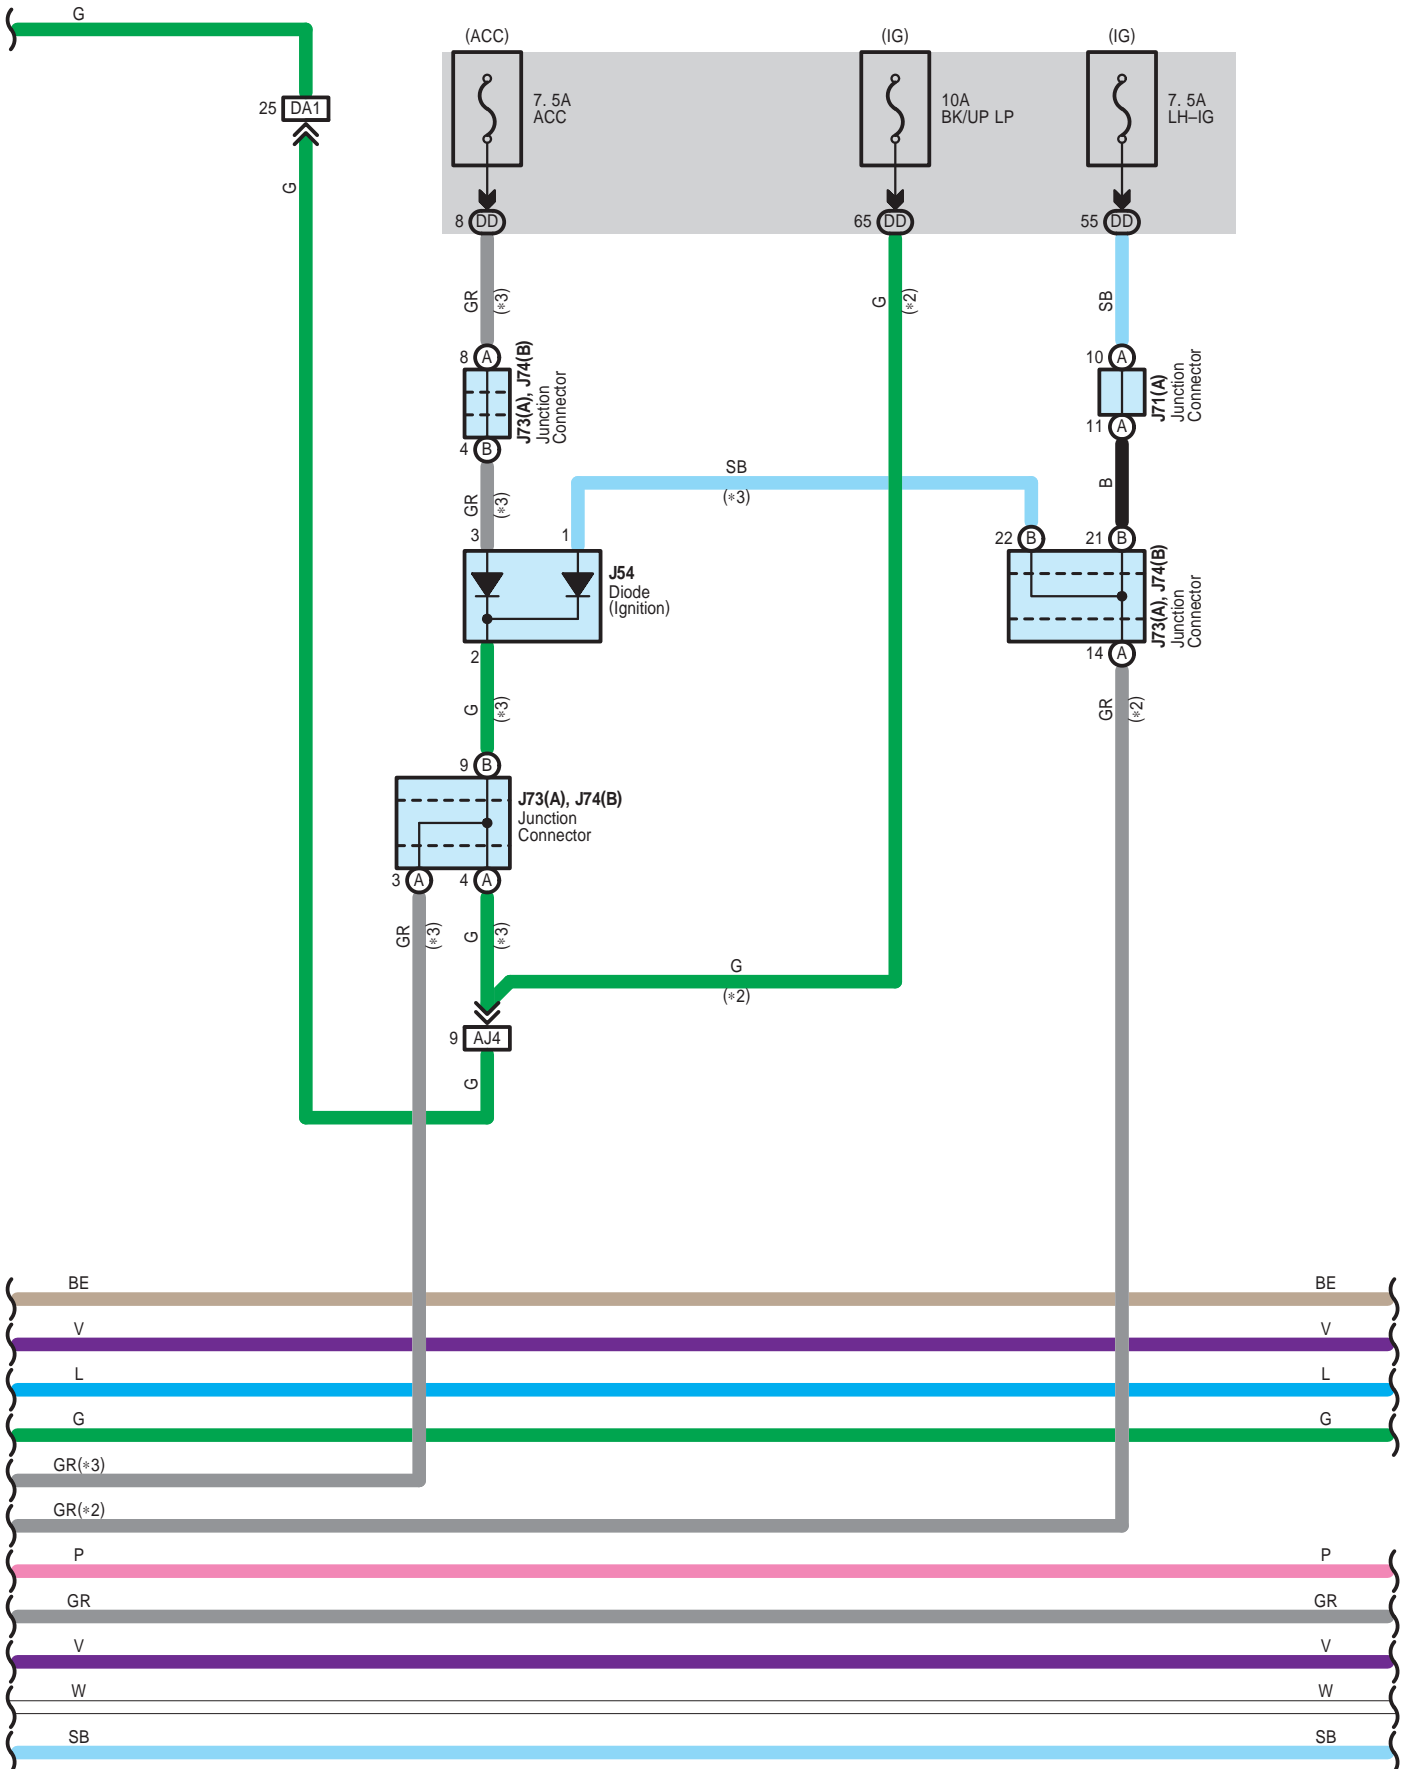 G
(ACC)
(IG)
(IG)
7. 5A
ACC
10A
BK/UP LP
7. 5A
LH–IG
25 DA1
G
8 DD
65 DD
55 DD
GR
(*3)
G
(*2)
SB
8 A
J73(A), J74(B)
Junction
Connector
4 B
10 A
J71(A)
Junction
Connector
11 A
GR
(*3)
SB
(*3)
B
3
1
22 B
21 B
J54
Diode
(Ignition)
J73(A), J74(B)
Junction
Connector
2
14 A
G
(*3)
GR
(*2)
9 B
J73(A), J74(B)
Junction
Connector
3 A
4 A
GR
(*3)
G
(*3)
G
(*2)
9 AJ4
G
BE BE
V V
L L
G G
GR(*3)
GR(*2)
P P
GR GR
V V
W W
SB SB